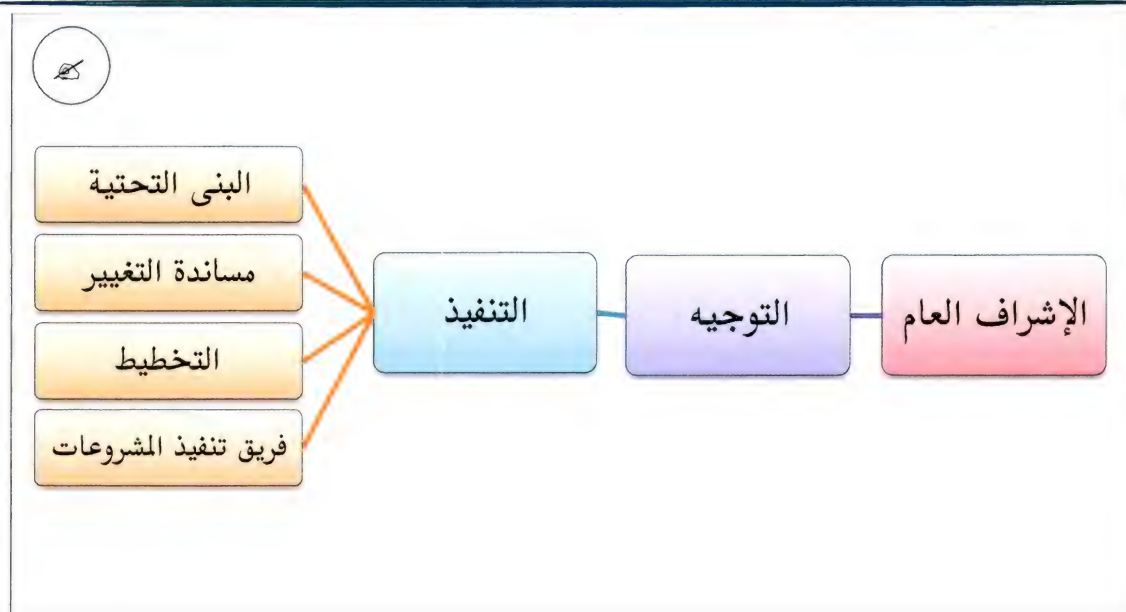 الإشراف العام
التوجيه
التنفيذ
البنى التحتية
مساندة التغيير
التخطيط
فريق تنفيذ المشروعات